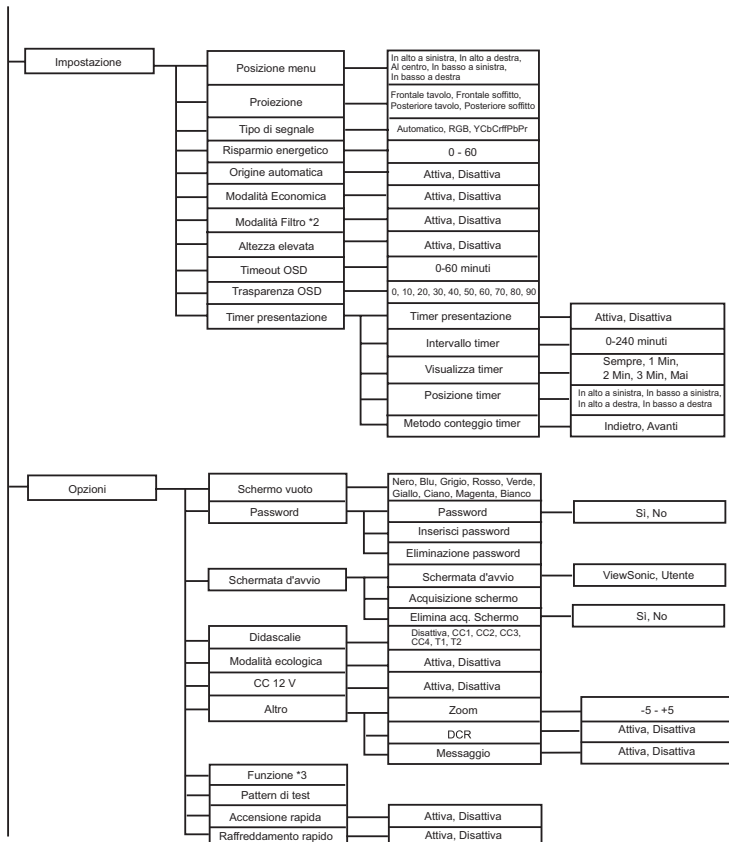 Impostazione
Posizione menu
In alto a sinistra, In alto a destra,
Al centro, In basso a sinistra,
In basso a destra
Proiezione
Frontale tavolo, Frontale soffitto,
Posteriore tavolo, Posteriore soffitto
Tipo di segnale
Automatico, RGB, YCbCrffPbPr
Risparmio energetico
0 - 60
Origine automatica
Attiva, Disattiva
Modalità Economica
Attiva, Disattiva
Modalità Filtro *2
Attiva, Disattiva
Altezza elevata
Attiva, Disattiva
Timeout OSD
0-60 minuti
Trasparenza OSD
0, 10, 20, 30, 40, 50, 60, 70, 80, 90
Timer presentazione
Timer presentazione
Attiva, Disattiva
Intervallo timer
0-240 minuti
Visualizza timer
Sempre, 1 Min,
2 Min, 3 Min, Mai
Posizione timer
In alto a sinistra, In basso a sinistra,
In alto a destra, In basso a destra
Metodo conteggio timer
Indietro, Avanti
Opzioni
Schermo vuoto
Nero, Blu, Grigio, Rosso, Verde,
Giallo, Ciano, Magenta, Bianco
Password
Password
Sì, No
Inserisci password
Eliminazione password
Schermata d'avvio
Schermata d'avvio
ViewSonic, Utente
Acquisizione schermo
Elimina acq. Schermo
Sì, No
Didascalie
Disattiva, CC1, CC2, CC3,
CC4, T1, T2
Modalità ecologica
Attiva, Disattiva
CC 12 V
Attiva, Disattiva
Altro
Zoom
-5 - +5
DCR
Attiva, Disattiva
Messaggio
Attiva, Disattiva
Funzione *3
Pattern di test
Accensione rapida
Attiva, Disattiva
Raffreddamento rapido
Attiva, Disattiva